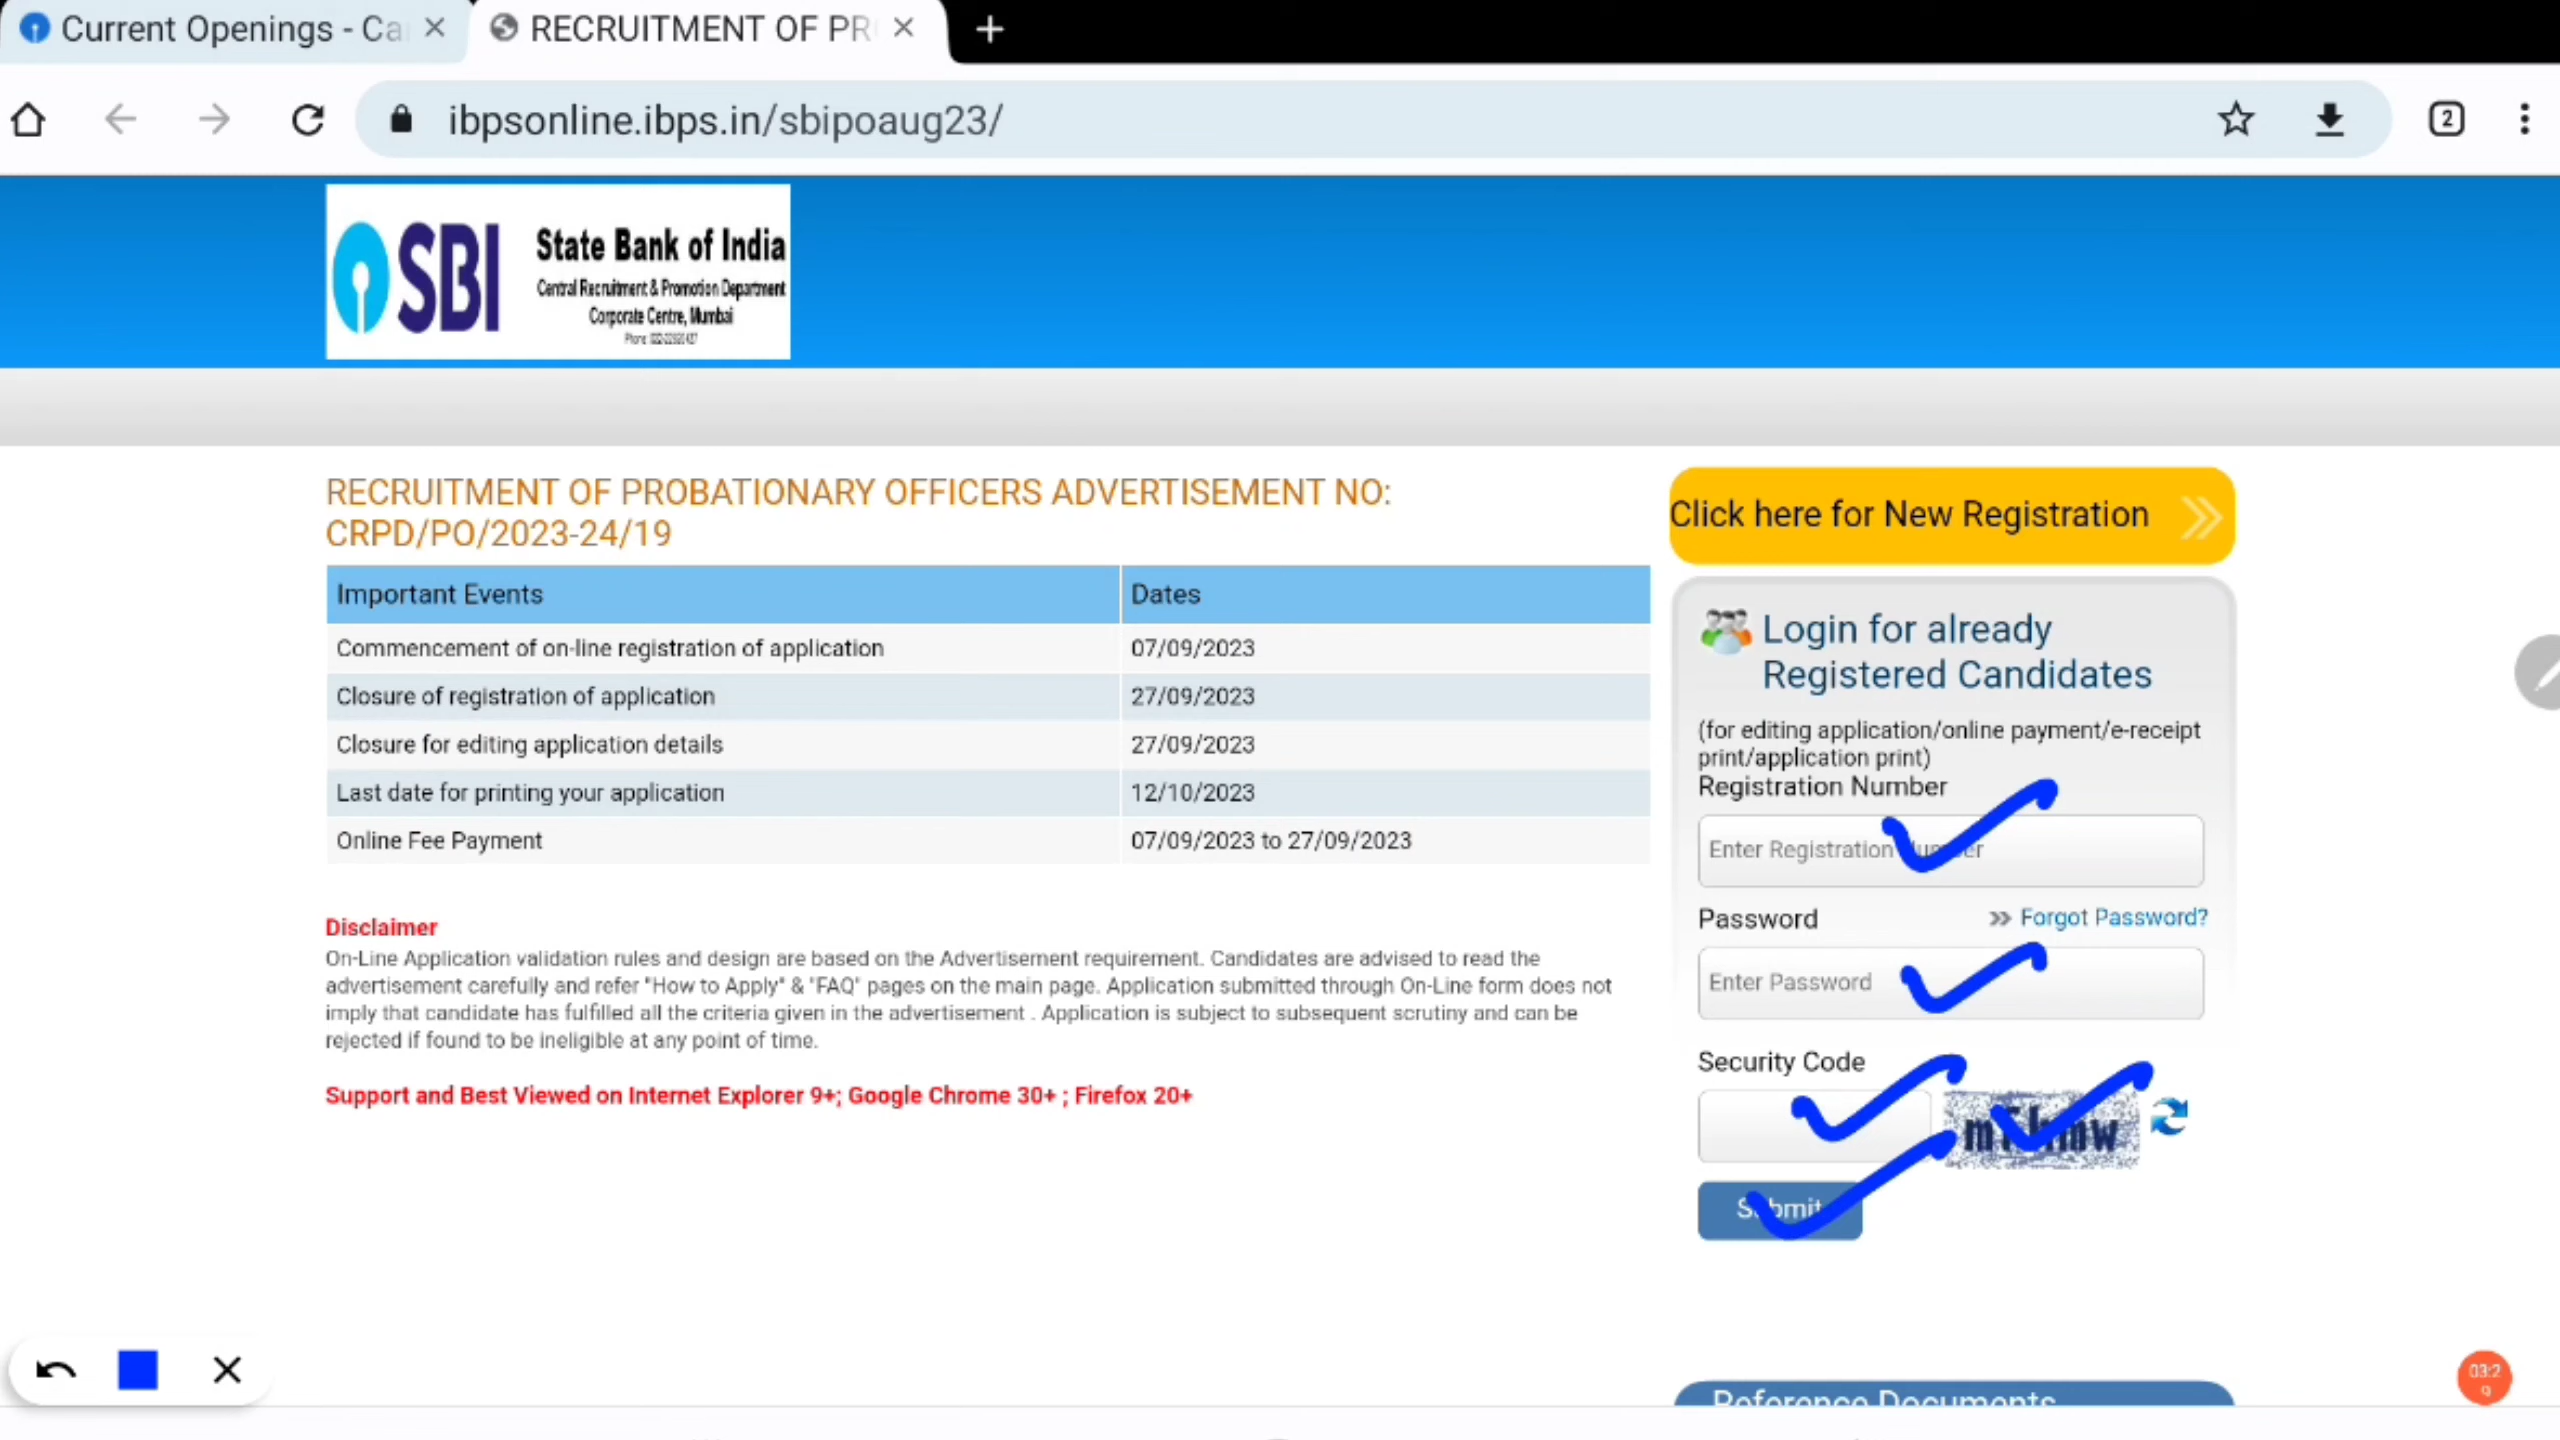 Current Openings - Ca
RECRUITMENT OF PR
ibpsonline.ibps.in/sbipoaug23/
2
SBI
State Bank of India
Central Recruitment & Promotion Department
Corporate Centre, Mumbai
RECRUITMENT OF PROBATIONARY OFFICERS ADVERTISEMENT NO:
CRPD/PO/2023-24/19
Important Events Dates
Commencement of on-line registration of application 07/09/2023
Closure of registration of application 27/09/2023
Closure for editing application details 27/09/2023
Last date for printing your application 12/10/2023
Online Fee Payment 07/09/2023 to 27/09/2023
Disclaimer
On-Line Application validation rules and design are based on the Advertisement requirement. Candidates are advised to read the
advertisement carefully and refer "How to Apply" & "FAQ" pages on the main page. Application submitted through On-Line form does not
imply that candidate has fulfilled all the criteria given in the advertisement . Application is subject to subsequent scrutiny and can be
rejected if found to be ineligible at any point of time.
Support and Best Viewed on Internet Explorer 9+; Google Chrome 30+ ; Firefox 20+
Click here for New Registration
Login for already
Registered Candidates
(for editing application/online payment/e-receipt
print/application print)
Registration Number
Enter Registration Number
Password
Forgot Password?
Enter Password
Security Code
Submit
Reference Documents
03:2
9